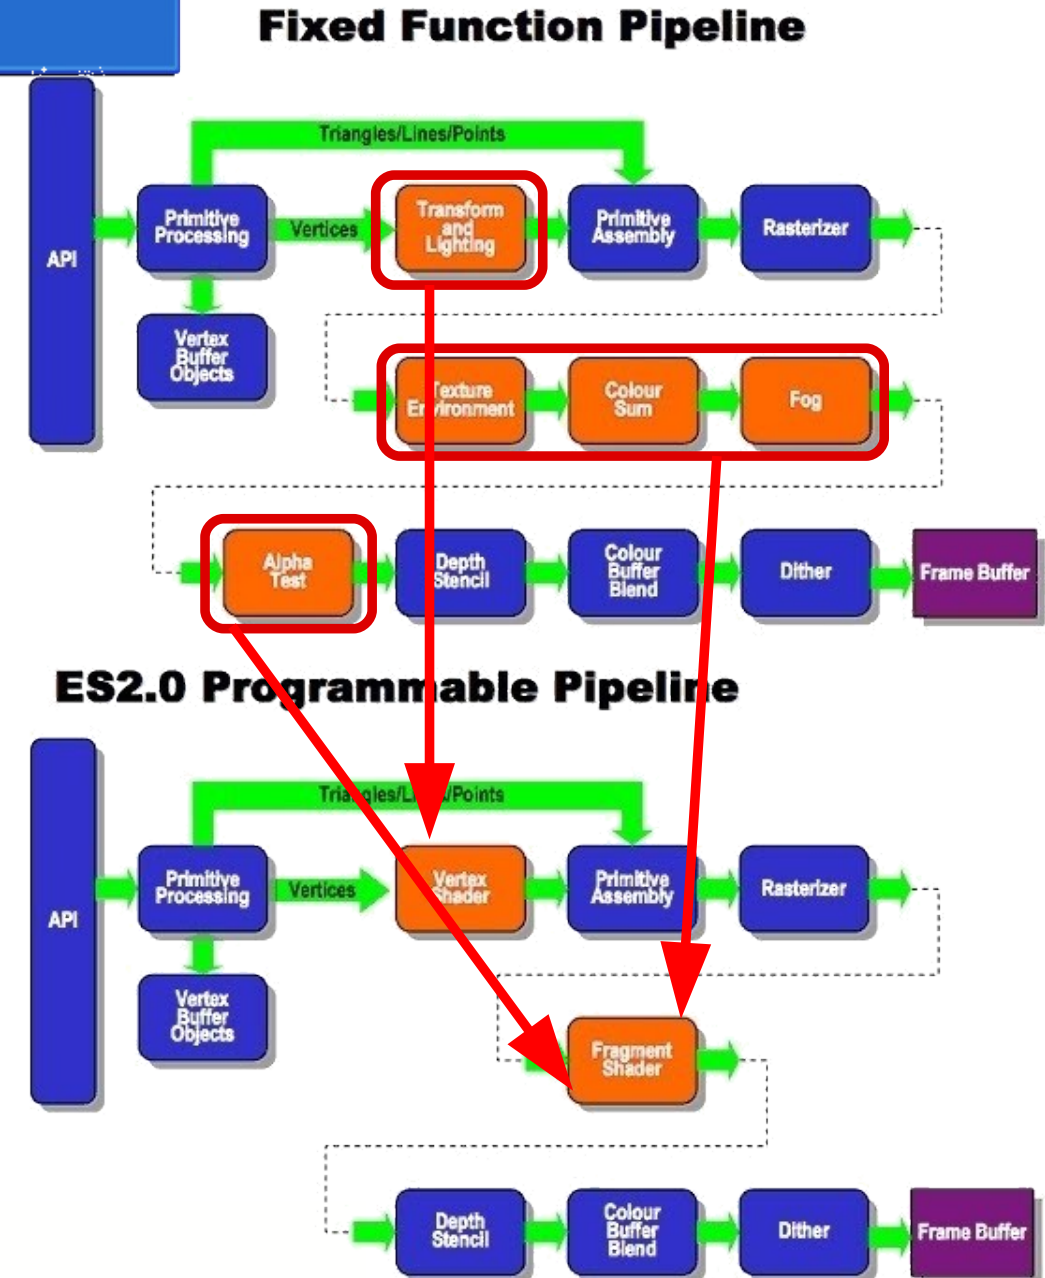 Fixed Function Pipeline
Triangles/Lines/Points
API
Primitive
Processing
Vertices
Transform
and
Lighting
Primitive
Assembly
Rasterizer
Vertex
Buffer
Objects
Texture
Environment
Colour
Sum
Fog
Alpha
Test
Depth
Stencil
Colour
Buffer
Blend
Dither
Frame Buffer
ES2.0 Programmable Pipeline
Triangles/Lines/Points
API
Primitive
Processing
Vertices
Vertex
Shader
Primitive
Assembly
Rasterizer
Vertex
Buffer
Objects
Fragment
Shader
Depth
Stencil
Colour
Buffer
Blend
Dither
Frame Buffer